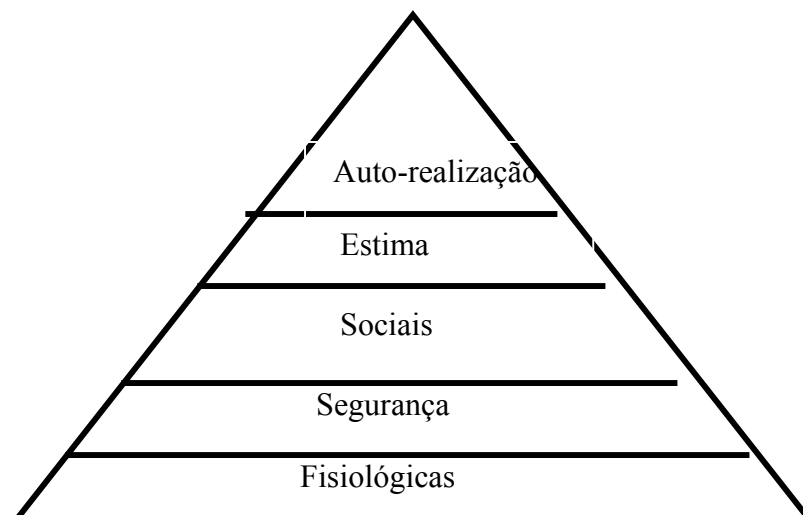 Auto-realização
Estima
Sociais
Segurança
Fisiológicas